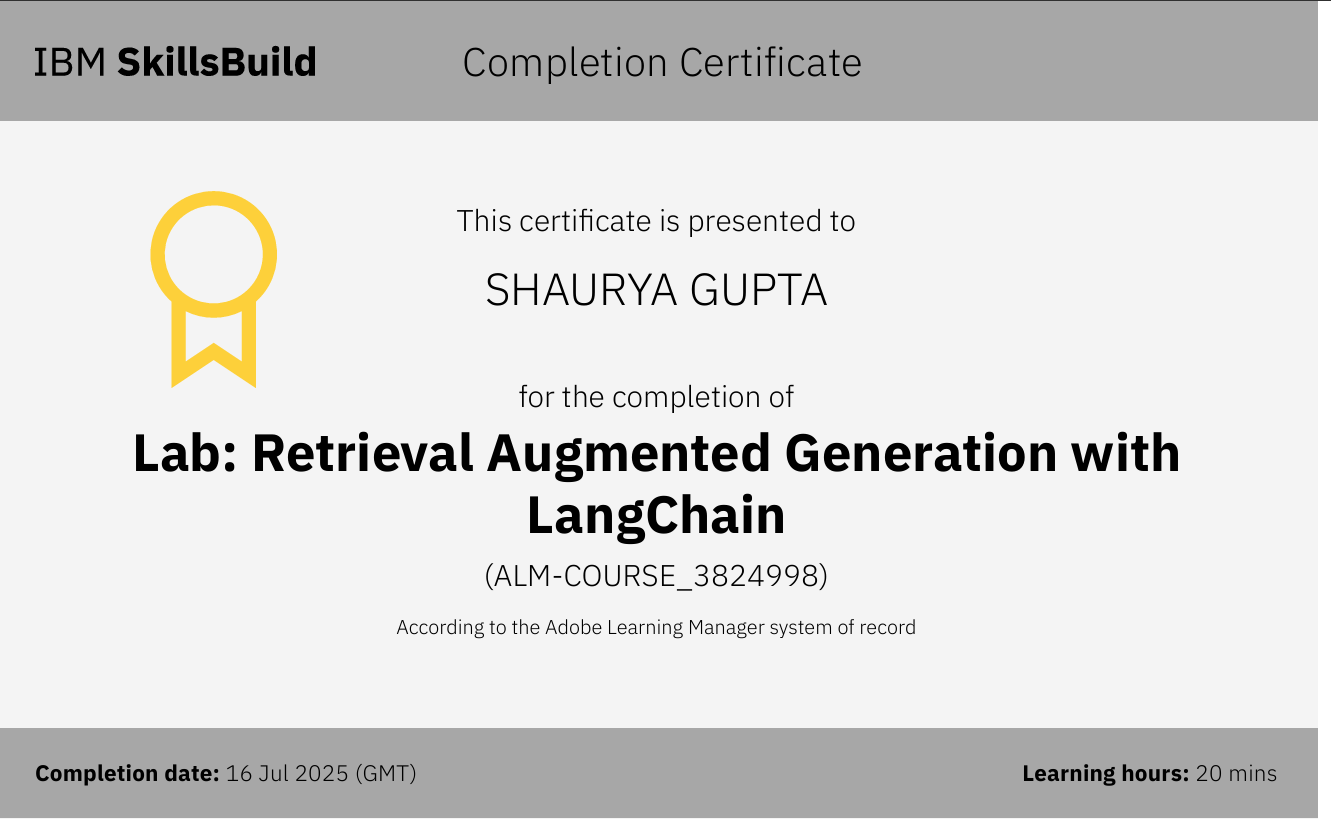 IBM SkillsBuild
Completion Certificate
This certificate is presented to
SHAURYA GUPTA
for the completion of
Lab: Retrieval Augmented Generation with
LangChain
(ALM-COURSE_3824998)
According to the Adobe Learning Manager system of record
Completion date: 16 Jul 2025 (GMT)
Learning hours: 20 mins